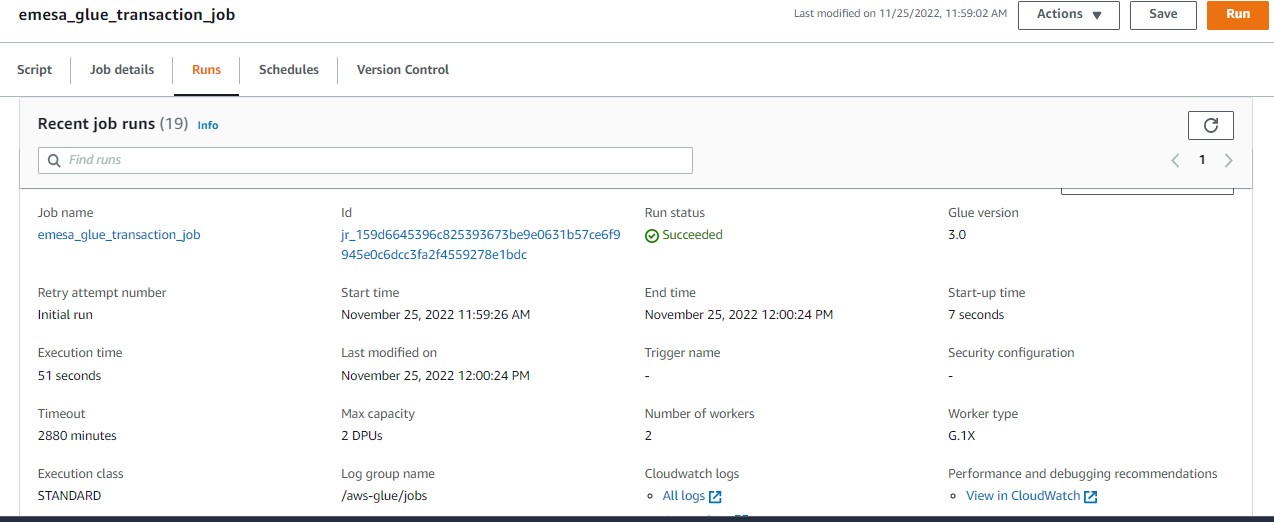 emesa_glue_transaction_job
Last modified on 11/25/2022, 11:59:02 AM
Actions
Save
Run
Script
Job details
Runs
Schedules
Version Control
Recent job runs (19) Info
Find runs
1
Job name
Id
Run status
Glue version
emesa_glue_transaction_job
jr_159d6645396c825393673be9e0631b57ce6f9
945e0c6dcc3fa2f4559278e1bdc
Succeeded
3.0
Retry attempt number
Start time
End time
Start-up time
Initial run
November 25, 2022 11:59:26 AM
November 25, 2022 12:00:24 PM
7 seconds
Execution time
Last modified on
Trigger name
Security configuration
51 seconds
November 25, 2022 12:00:24 PM
-
-
Timeout
Max capacity
Number of workers
Worker type
2880 minutes
2 DPUs
2
G.1X
Execution class
Log group name
Cloudwatch logs
Performance and debugging recommendations
STANDARD
/aws-glue/jobs
All logs
View in CloudWatch